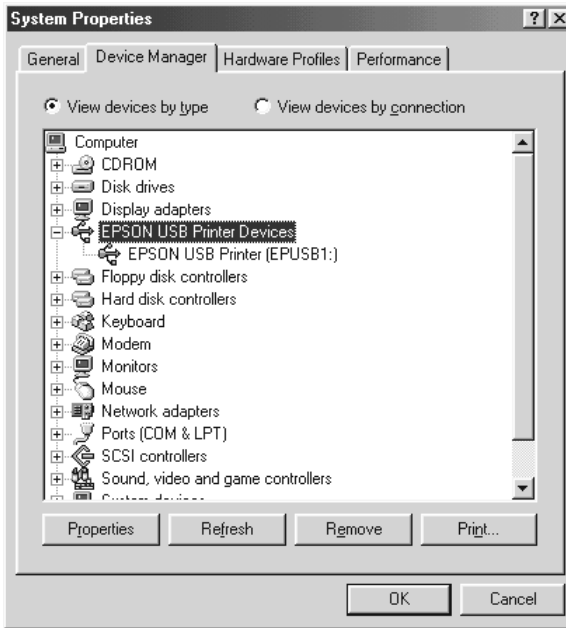 System Properties
General Device Manager Hardware Profiles Performance
View devices by type View devices by connection
Computer
CDROM
Disk drives
Display adapters
EPSON USB Printer Devices
EPSON USB Printer (EPUSB1:)
Floppy disk controllers
Hard disk controllers
Keyboard
Modem
Monitors
Mouse
Network adapters
Ports (COM & LPT)
SCSI controllers
Sound, video and game controllers
System devices
Properties Refresh Remove Print...
OK Cancel